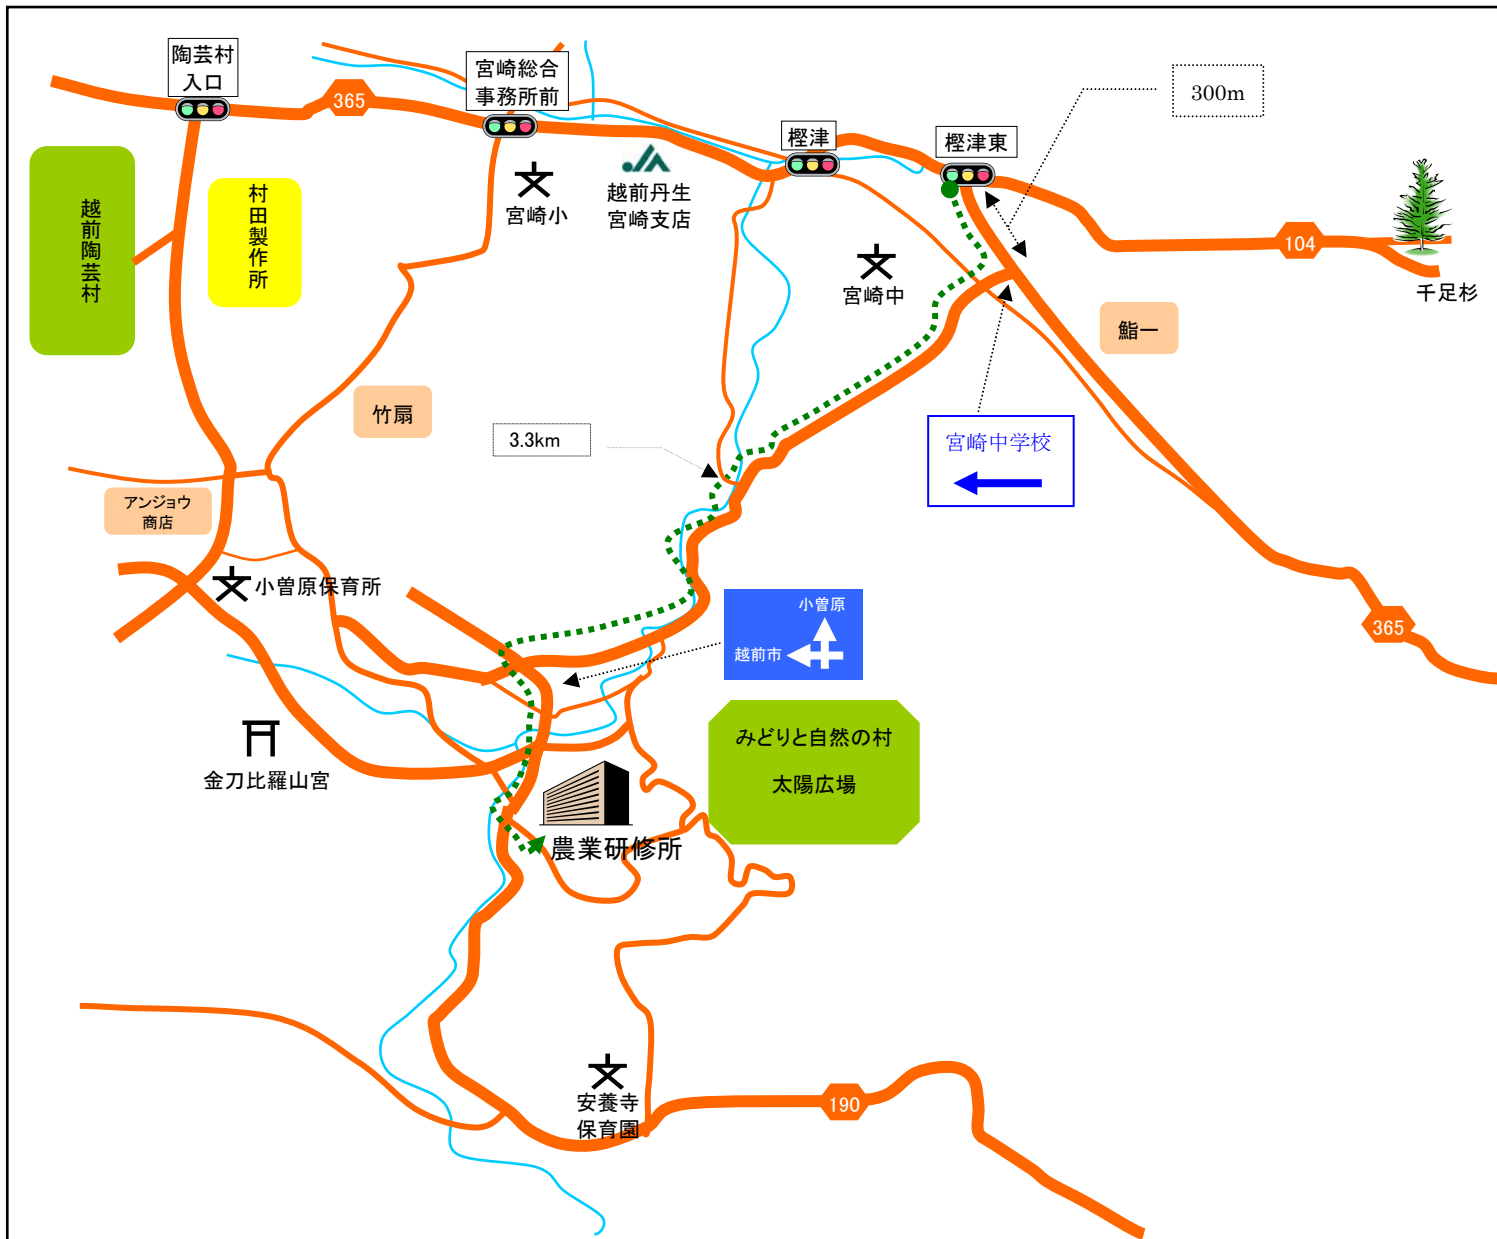 陶芸村
入口
365
宮崎総合
事務所前
樫津
樫津東
300m
越前陶芸村
村田製作所
宮崎小
越前丹生
宮崎支店
宮崎中
104
千足杉
鮨一
竹扇
3.3km
宮崎中学校
アンジョウ
商店
小曽原保育所
小曽原
越前市
365
金刀比羅山宮
みどりと自然の村
太陽広場
農業研修所
安養寺
保育園
190